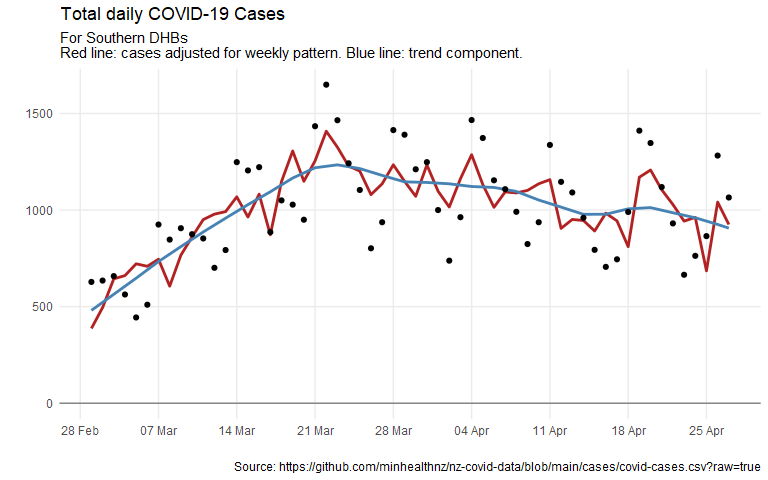 Total daily COVID-19 Cases
For Southern DHBs
Red line: cases adjusted for weekly pattern. Blue line: trend component.
1500
1000
500
0
28 Feb 07 Mar 14 Mar 21 Mar 28 Mar 04 Apr 11 Apr 18 Apr 25 Apr
Source: https://github.com/minhealthnz/nz-covid-data/blob/main/cases/covid-cases.csv?raw=true